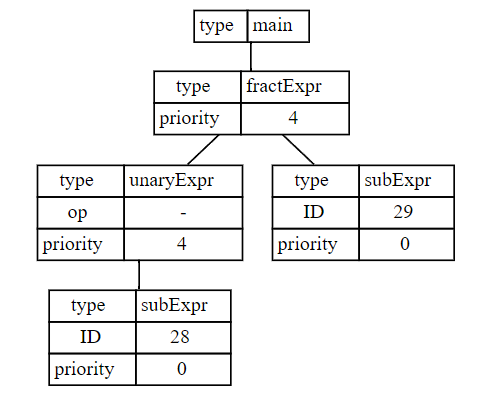 type main
type fractExpr
priority 4
type unaryExpr
op -
priority 4
type subExpr
ID 29
priority 0
type subExpr
ID 28
priority 0